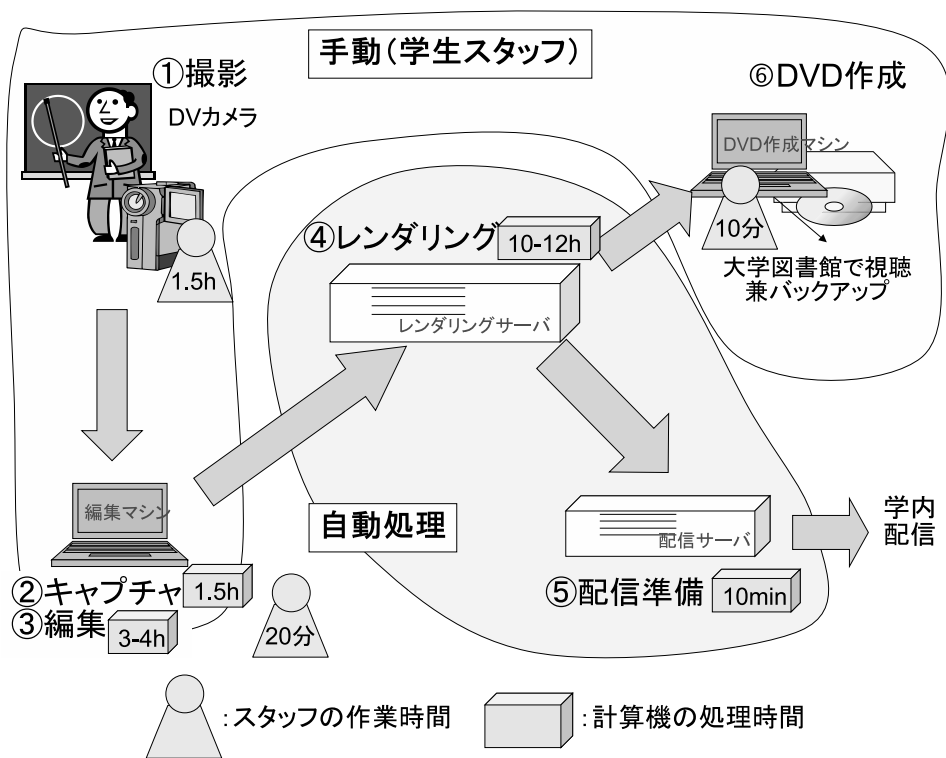 手動(学生スタッフ)
①撮影
DVカメラ
1.5h
⑥DVD作成
DVD作成マシン
10分
大学図書館で視聴
兼バックアップ
④レンダリング
10-12h
レンダリングサーバ
編集マシン
②キャプチャ
1.5h
③編集
3-4h
20分
自動処理
配信サーバ
⑤配信準備
10min
学内
配信
:スタッフの作業時間
:計算機の処理時間